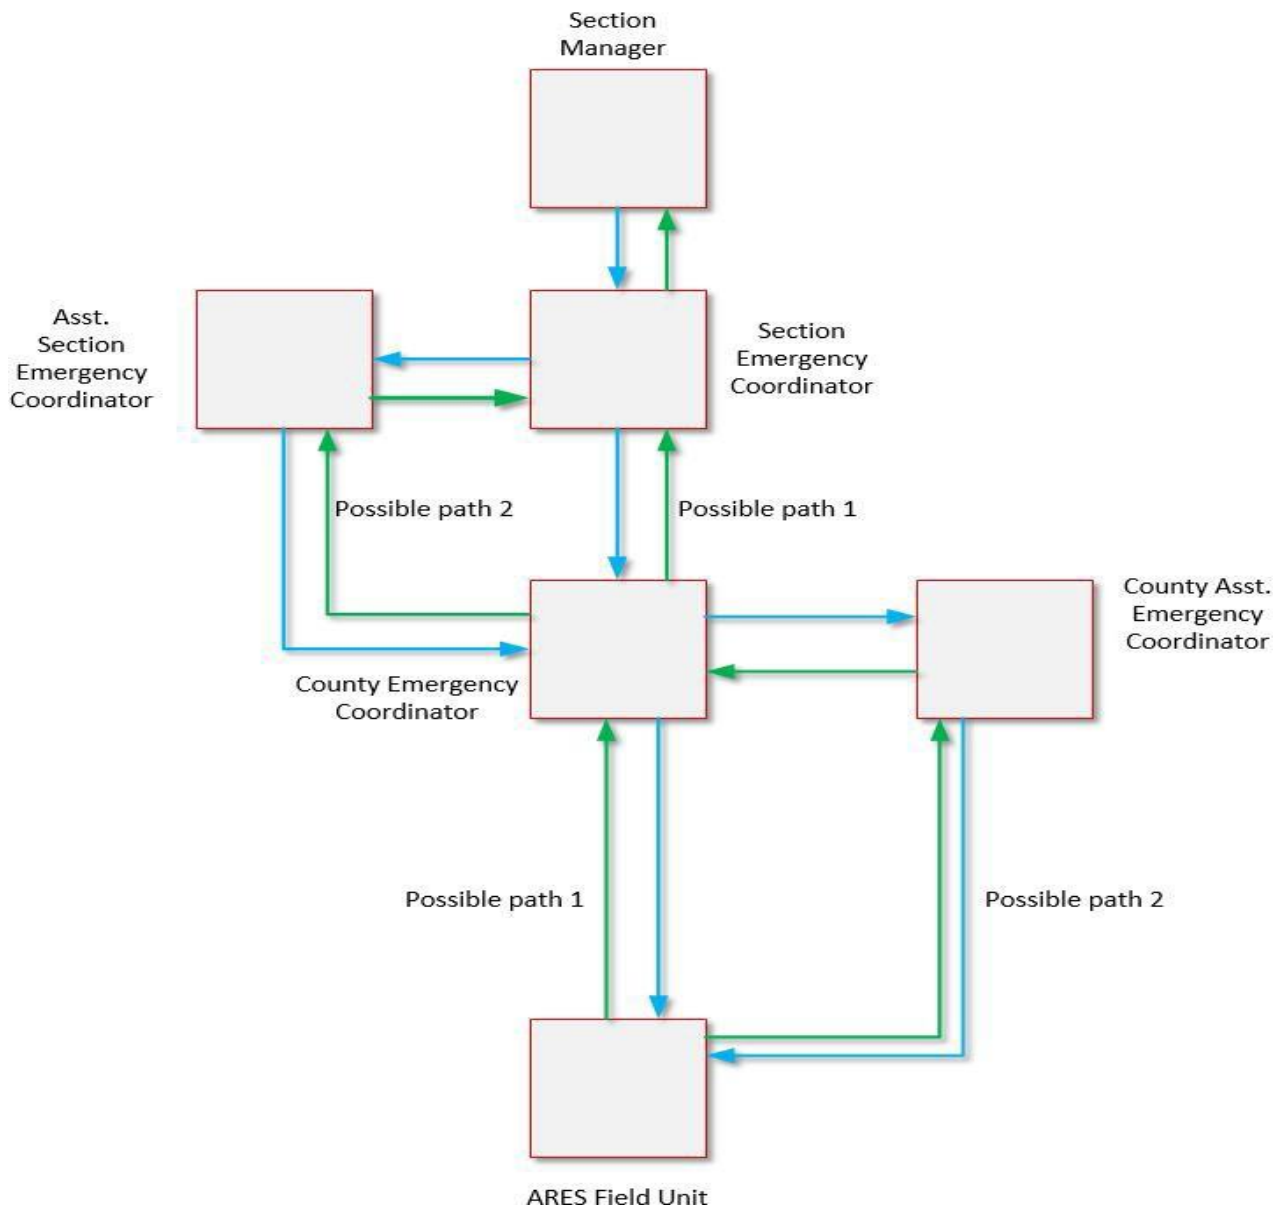 Section
Manager
Asst.
Section
Emergency
Coordinator
Section
Emergency
Coordinator
Possible path 2
Possible path 1
County Asst.
Emergency
Coordinator
County Emergency
Coordinator
Possible path 1
Possible path 2
ARES Field Unit